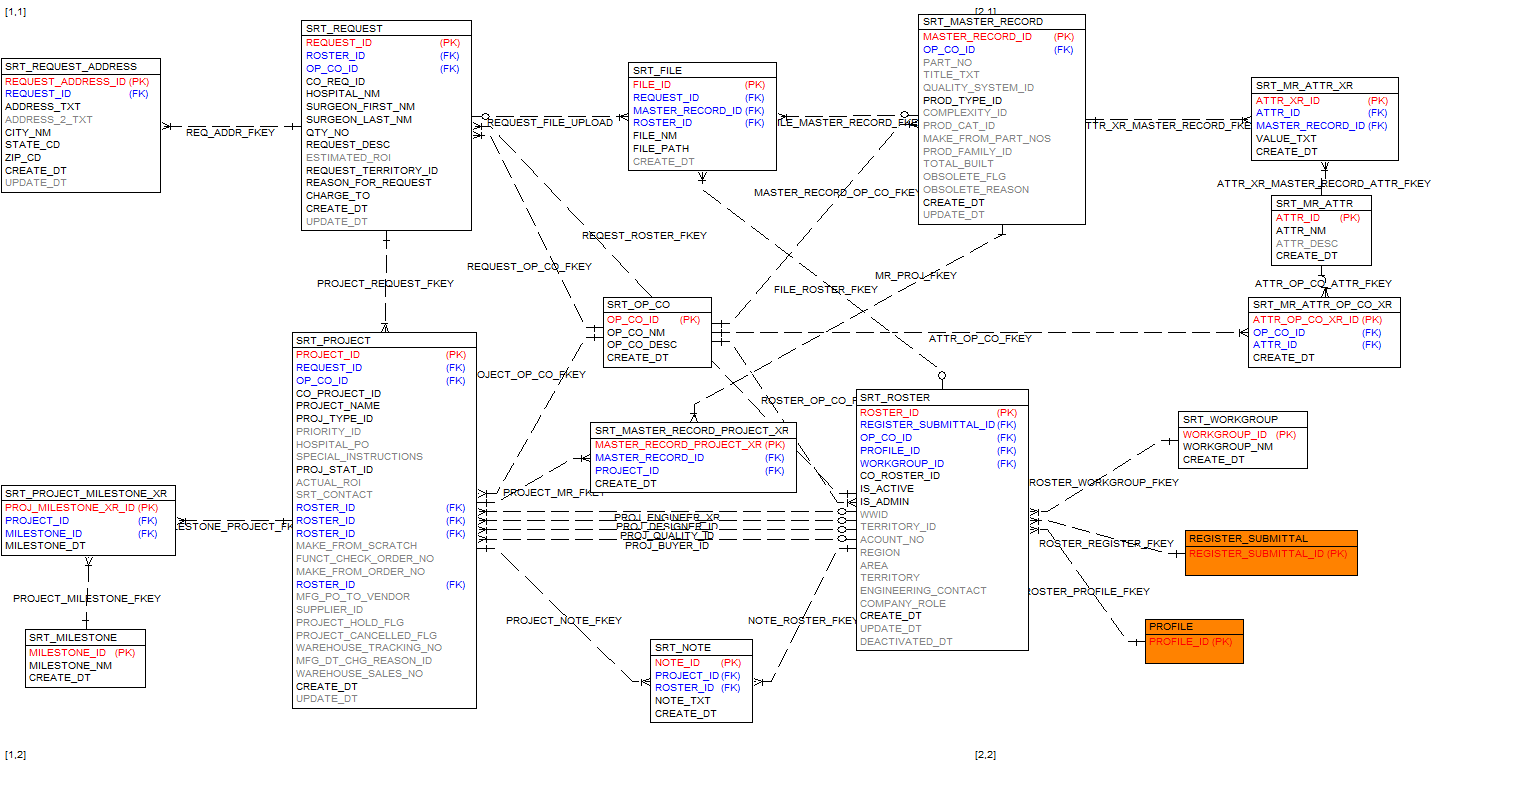 [1,1]
[2,1]
SRT_REQUEST
REQUEST_ID (PK)
ROSTER_ID (FK)
OP_CO_ID (FK)
CO_REQ_ID
HOSPITAL_NM
SURGEON_FIRST_NM
SURGEON_LAST_NM
QTY_NO
REQUEST_DESC
ESTIMATED_ROI
REQUEST_TERRITORY_ID
REASON_FOR_REQUEST
CHARGE_TO
CREATE_DT
UPDATE_DT
SRT_MASTER_RECORD
MASTER_RECORD_ID (PK)
OP_CO_ID (FK)
PART_NO
TITLE_TXT
QUALITY_SYSTEM_ID
PROD_TYPE_ID
COMPLEXITY_ID
PROD_CAT_ID
MAKE_FROM_PART_NOS
PROD_FAMILY_ID
TOTAL_BUILT
OBSOLETE_FLG
OBSOLETE_REASON
CREATE_DT
UPDATE_DT
SRT_REQUEST_ADDRESS
REQUEST_ADDRESS_ID (PK)
REQUEST_ID (FK)
ADDRESS_TXT
ADDRESS_2_TXT
CITY_NM
STATE_CD
ZIP_CD
CREATE_DT
UPDATE_DT
REQ_ADDR_FKEY
SRT_FILE
FILE_ID (PK)
REQUEST_ID (FK)
MASTER_RECORD_ID (FK)
ROSTER_ID (FK)
FILE_NM
FILE_PATH
CREATE_DT
REQUEST_FILE_UPLOAD
ILE_MASTER_RECORD_FKE
TTR_XR_MASTER_RECORD_FKE
SRT_MR_ATTR_XR
ATTR_XR_ID (PK)
ATTR_ID (FK)
MASTER_RECORD_ID (FK)
VALUE_TXT
CREATE_DT
ATTR_XR_MASTER_RECORD_ATTR_FKEY
MASTER_RECORD_OP_CO_FKEY
SRT_MR_ATTR
ATTR_ID (PK)
ATTR_NM
ATTR_DESC
CREATE_DT
REQEST_ROSTER_FKEY
REQUEST_OP_CO_FKEY
MR_PROJ_FKEY
FILE_ROSTER_FKEY
PROJECT_REQUEST_FKEY
ATTR_OP_CO_ATTR_FKEY
SRT_OP_CO
OP_CO_ID (PK)
OP_CO_NM
OP_CO_DESC
CREATE_DT
SRT_MR_ATTR_OP_CO_XR
ATTR_OP_CO_XR_ID (PK)
OP_CO_ID (FK)
ATTR_ID (FK)
CREATE_DT
ATTR_OP_CO_FKEY
SRT_PROJECT
PROJECT_ID (PK)
REQUEST_ID (FK)
OP_CO_ID (FK)
CO_PROJECT_ID
PROJECT_NAME
PROJ_TYPE_ID
PRIORITY_ID
HOSPITAL_PO
SPECIAL_INSTRUCTIONS
PROJ_STAT_ID
ACTUAL_ROI
SRT_CONTACT
ROSTER_ID (FK)
ROSTER_ID (FK)
ROSTER_ID (FK)
MAKE_FROM_SCRATCH
FUNCT_CHECK_ORDER_NO
MAKE_FROM_ORDER_NO
ROSTER_ID (FK)
MFG_PO_TO_VENDOR
SUPPLIER_ID
PROJECT_HOLD_FLG
PROJECT_CANCELLED_FLG
WAREHOUSE_TRACKING_NO
MFG_DT_CHG_REASON_ID
WAREHOUSE_SALES_NO
CREATE_DT
UPDATE_DT
OJECT_OP_CO_FKEY
ROSTER_OP_CO_F
SRT_MASTER_RECORD_PROJECT_XR
MASTER_RECORD_PROJECT_XR (PK)
MASTER_RECORD_ID (FK)
PROJECT_ID (FK)
CREATE_DT
PROJECT_MR_FKEY
SRT_ROSTER
ROSTER_ID (PK)
REGISTER_SUBMITTAL_ID (FK)
OP_CO_ID (FK)
PROFILE_ID (FK)
WORKGROUP_ID (FK)
CO_ROSTER_ID
IS_ACTIVE
IS_ADMIN
WWID
TERRITORY_ID
ACOUNT_NO
REGION
AREA
TERRITORY
ENGINEERING_CONTACT
COMPANY_ROLE
CREATE_DT
UPDATE_DT
DEACTIVATED_DT
SRT_WORKGROUP
WORKGROUP_ID (PK)
WORKGROUP_NM
CREATE_DT
ROSTER_WORKGROUP_FKEY
SRT_PROJECT_MILESTONE_XR
PROJ_MILESTONE_XR_ID (PK)
PROJECT_ID (FK)
MILESTONE_ID (FK)
MILESTONE_DT
LESTONE_PROJECT_FK
PROJ_ENGINEER_XR
PROJ_DESIGNER_ID
PROJ_QUALITY_ID
PROJ_BUYER_ID
ROSTER_REGISTER_FKEY
REGISTER_SUBMITTAL
REGISTER_SUBMITTAL_ID (PK)
ROSTER_PROFILE_FKEY
PROJECT_MILESTONE_FKEY
PROJECT_NOTE_FKEY
NOTE_ROSTER_FKEY
PROFILE
PROFILE_ID (PK)
SRT_MILESTONE
MILESTONE_ID (PK)
MILESTONE_NM
CREATE_DT
SRT_NOTE
NOTE_ID (PK)
PROJECT_ID (FK)
ROSTER_ID (FK)
NOTE_TXT
CREATE_DT
[1,2]
[2,2]